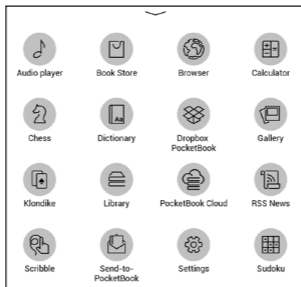 Audio player
Book Store
Browser
Calculator
Chess
Dictionary
Aa
Dropbox
PocketBook
Gallery
Klondike
Library
PocketBook Cloud
RSS News
Scribble
Send-to-
PocketBook
Settings
Sudoku